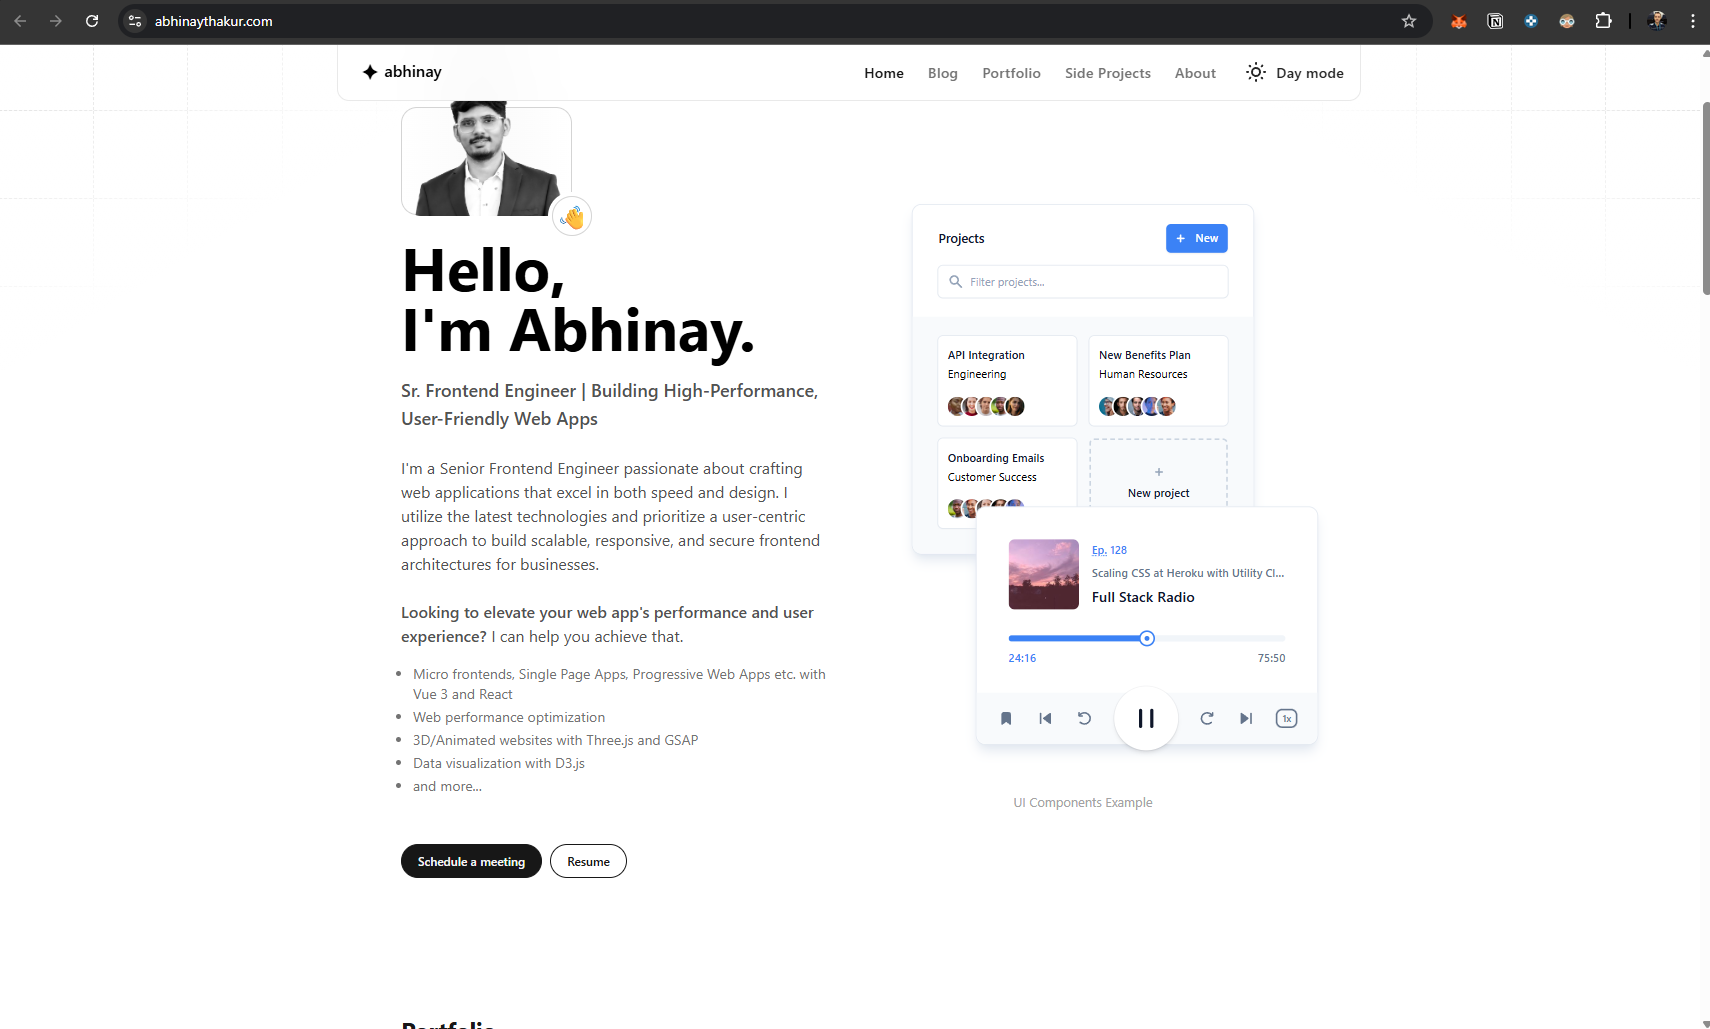 abhinaythakur.com
abhinay
Home Blog Portfolio Side Projects About Day mode
Hello,
I'm Abhinay.
Sr. Frontend Engineer | Building High-Performance,
User-Friendly Web Apps
I'm a Senior Frontend Engineer passionate about crafting
web applications that excel in both speed and design. I
utilize the latest technologies and prioritize a user-centric
approach to build scalable, responsive, and secure frontend
architectures for businesses.
Looking to elevate your web app's performance and user
experience? I can help you achieve that.
Micro frontends, Single Page Apps, Progressive Web Apps etc. with
Vue 3 and React
Web performance optimization
3D/Animated websites with Three.js and GSAP
Data visualization with D3.js
and more...
Schedule a meeting
Resume
Projects
+ New
Filter projects...
API Integration
Engineering
New Benefits Plan
Human Resources
Onboarding Emails
Customer Success
+
New project
Ep. 128
Scaling CSS at Heroku with Utility Cl...
Full Stack Radio
24:16
75:50
1x
UI Components Example
Portfolio